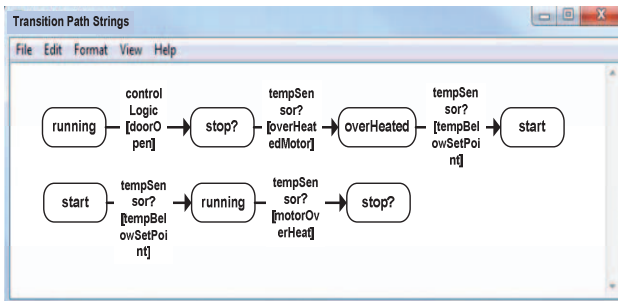 Transition Path Strings
File Edit Format View Help
running
control
Logic
[doorO
pen]
stop?
tempSen
sor?
[overHeat
edMotor]
overHeated
tempSen
sor?
[tempBel
owSetPoi
nt]
start
start
tempSen
sor?
[tempBel
owSetPoi
nt]
running
tempSen
sor?
[motorOv
erHeat]
stop?